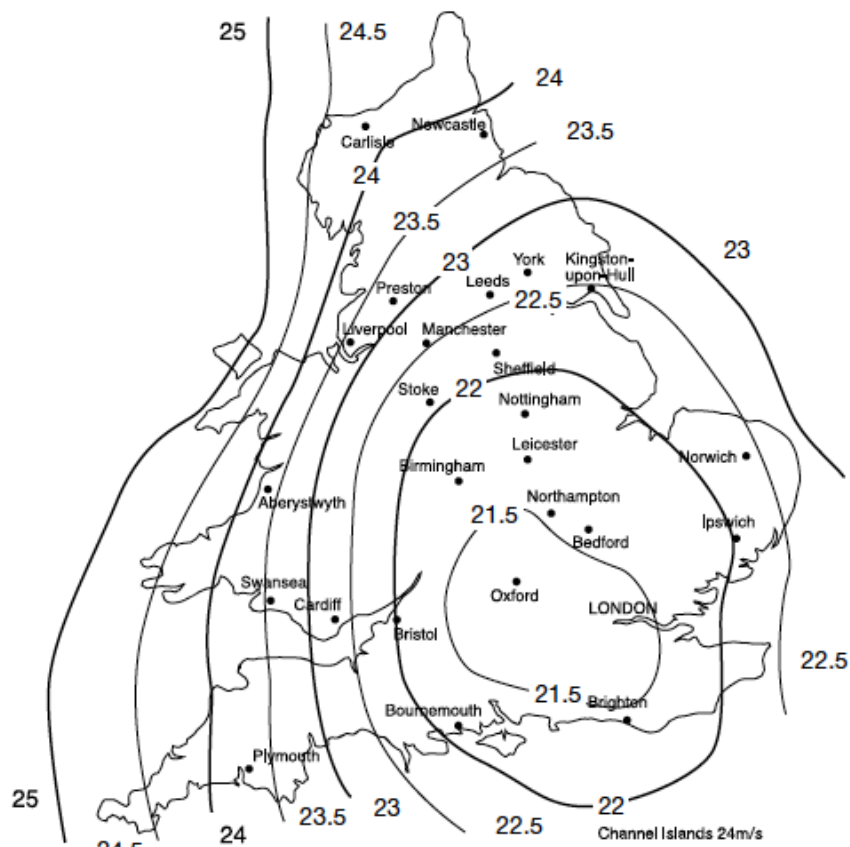 25
24.5
24
Newcastle
Carlisle
23.5
24
23.5
23
23
York
Kingston-
upon-Hull
Leeds
Preston
22.5
Liverpool
Manchester
Sheffield
22
Stoke
Nottingham
Leicester
Norwich
Birmingham
Aberystwyth
Northampton
21.5
Ipswich
Bedford
Swansea
Oxford
Cardiff
LONDON
Bristol
22.5
21.5
Brighton
Bournemouth
Plymouth
25
23.5
23
22
22.5
24
Channel Islands 24m/s
24.5